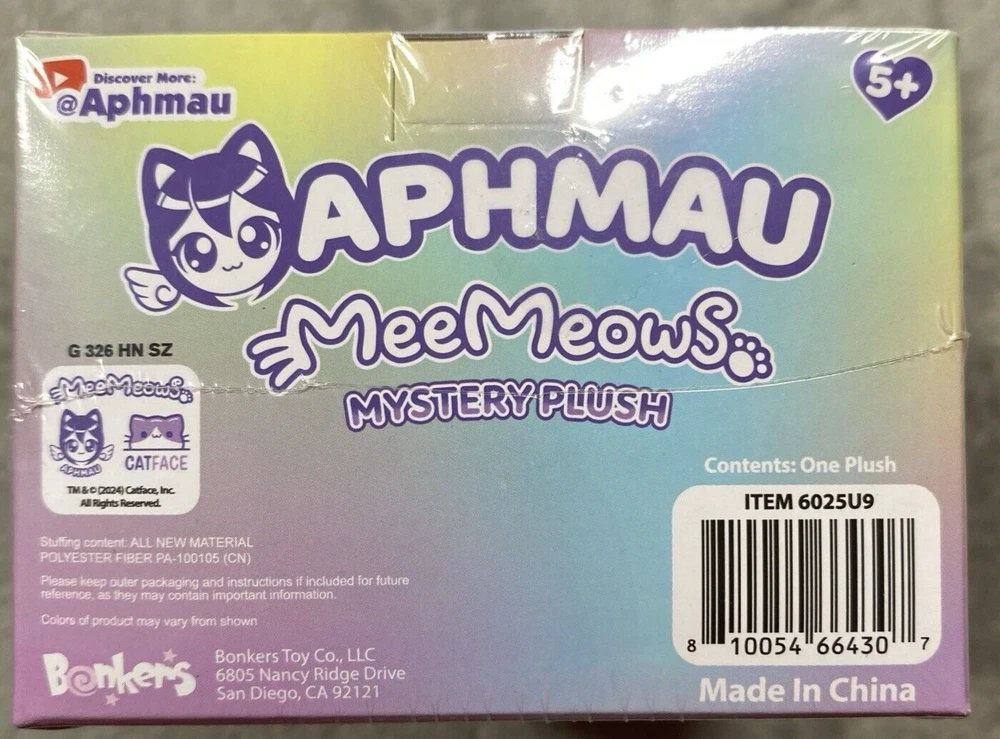 Discover More:
@Aphmau
5+
APHMAU
MeeMeows
MYSTERY PLUSH
G 326 HN SZ
MeeMeows
APHMAU
CATFACE
TM & © (2024) Catface, Inc.
All Rights Reserved.
Stuffing content: ALL NEW MATERIAL
POLYESTER FIBER PA-100105 (CN)
Please keep outer packaging and instructions if included for future
reference, as they may contain important information.
Colors of product may vary from shown
Bonkers
Bonkers Toy Co., LLC
6805 Nancy Ridge Drive
San Diego, CA 92121
Contents: One Plush
ITEM 6025U9
8 10054 66430 7
Made In China